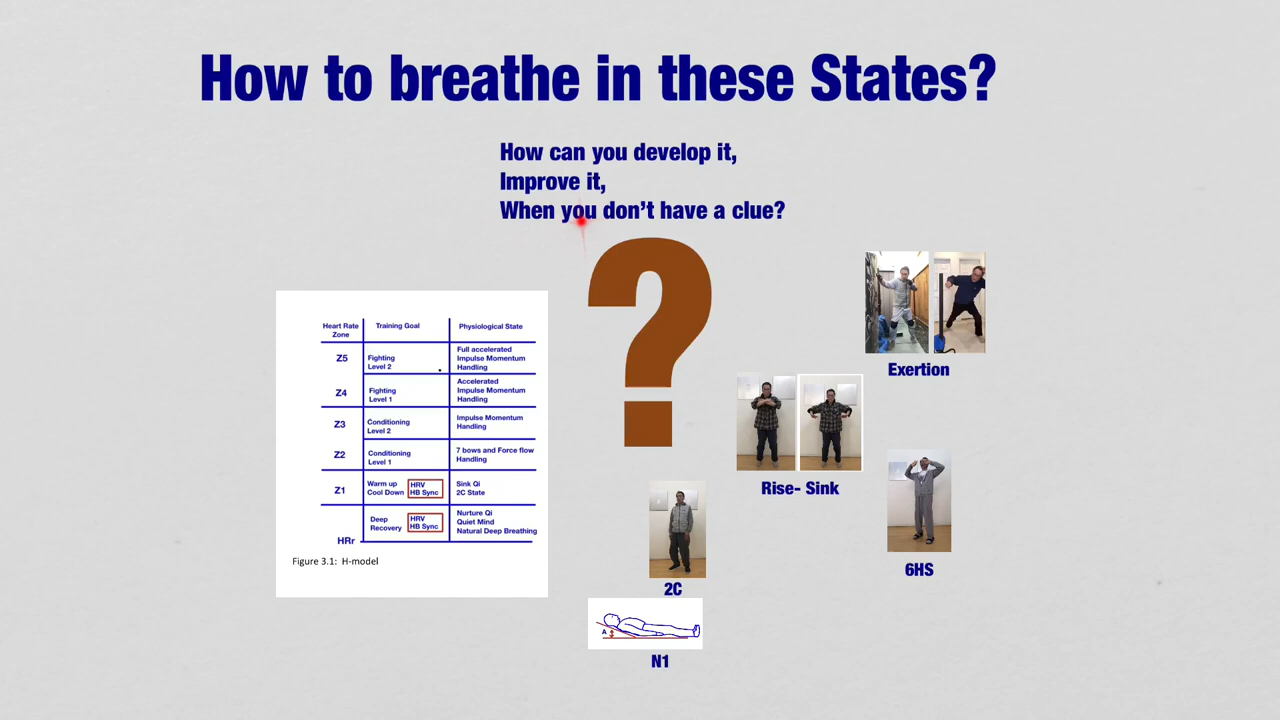 How to breathe in these States?
How can you develop it,
Improve it,
When you don't have a clue?
Heart Rate
Zone
Training Goal
Physiological State
Z5
Fighting
Level 2
Full accelerated
Impulse Momentum
Handling
Z4
Fighting
Level 1
Accelerated
Impulse Momentum
Handling
Z3
Conditioning
Level 2
Impulse Momentum
Handling
Z2
Conditioning
Level 1
7 bows and Force flow
Handling
Z1
Warm up
Cool Down
HRV
HB Sync
Sink Qi
2C State
Deep
Recovery
HRV
HB Sync
Nurture Qi
Quiet Mind
Natural Deep Breathing
HRr
Figure 3.1: H-model
?
Exertion
Rise- Sink
6HS
2C
A
N1